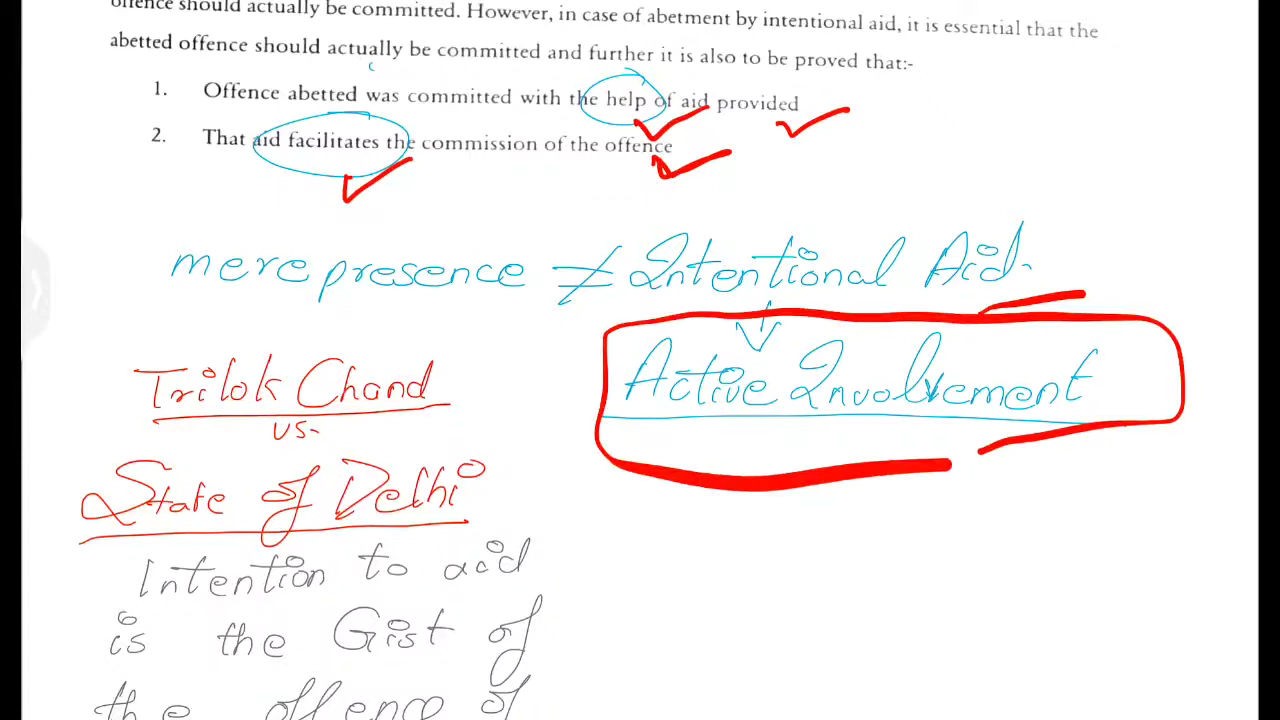 offence should actually be committed. However, in case of abetment by intentional aid, it is essential that the
abetted offence should actually be committed and further it is also to be proved that:-
1. Offence abetted was committed with the help of aid provided
2. That aid facilitates the commission of the offence
mere presence ≠ Intentional Aid.
Active Involvement
Trilok Chand
vs.
State of Delhi
Intention to aid
is the Gist of
the offence of